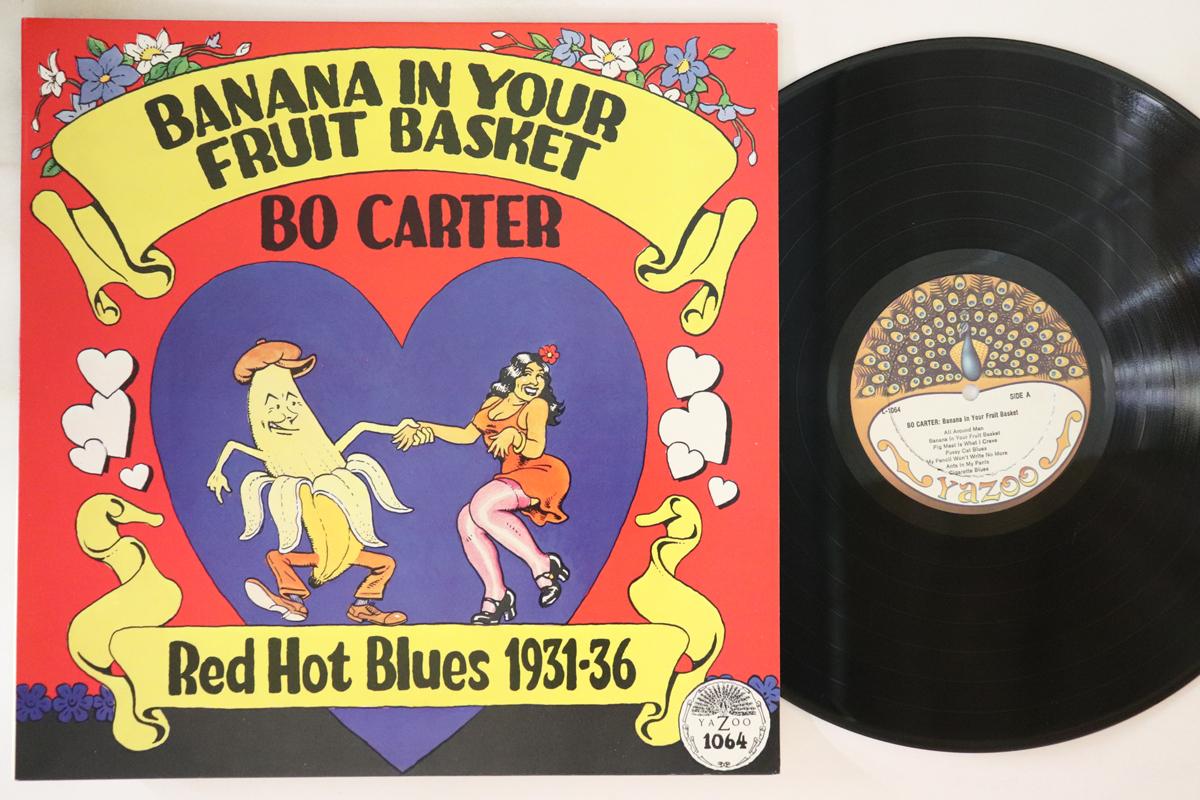 BANANA IN YOUR
FRUIT BASKET
BO CARTER
Red Hot Blues 1931-36
YAZOO
1064
L-1064
SIDE A
BO CARTER: Banana In Your Fruit Basket
All Around Man
Banana In Your Fruit Basket
Pig Meat Is What I Crave
Pussy Cat Blues
My Pencil Won't Write No More
Ants In My Pants
Cigarette Blues
Yazoo